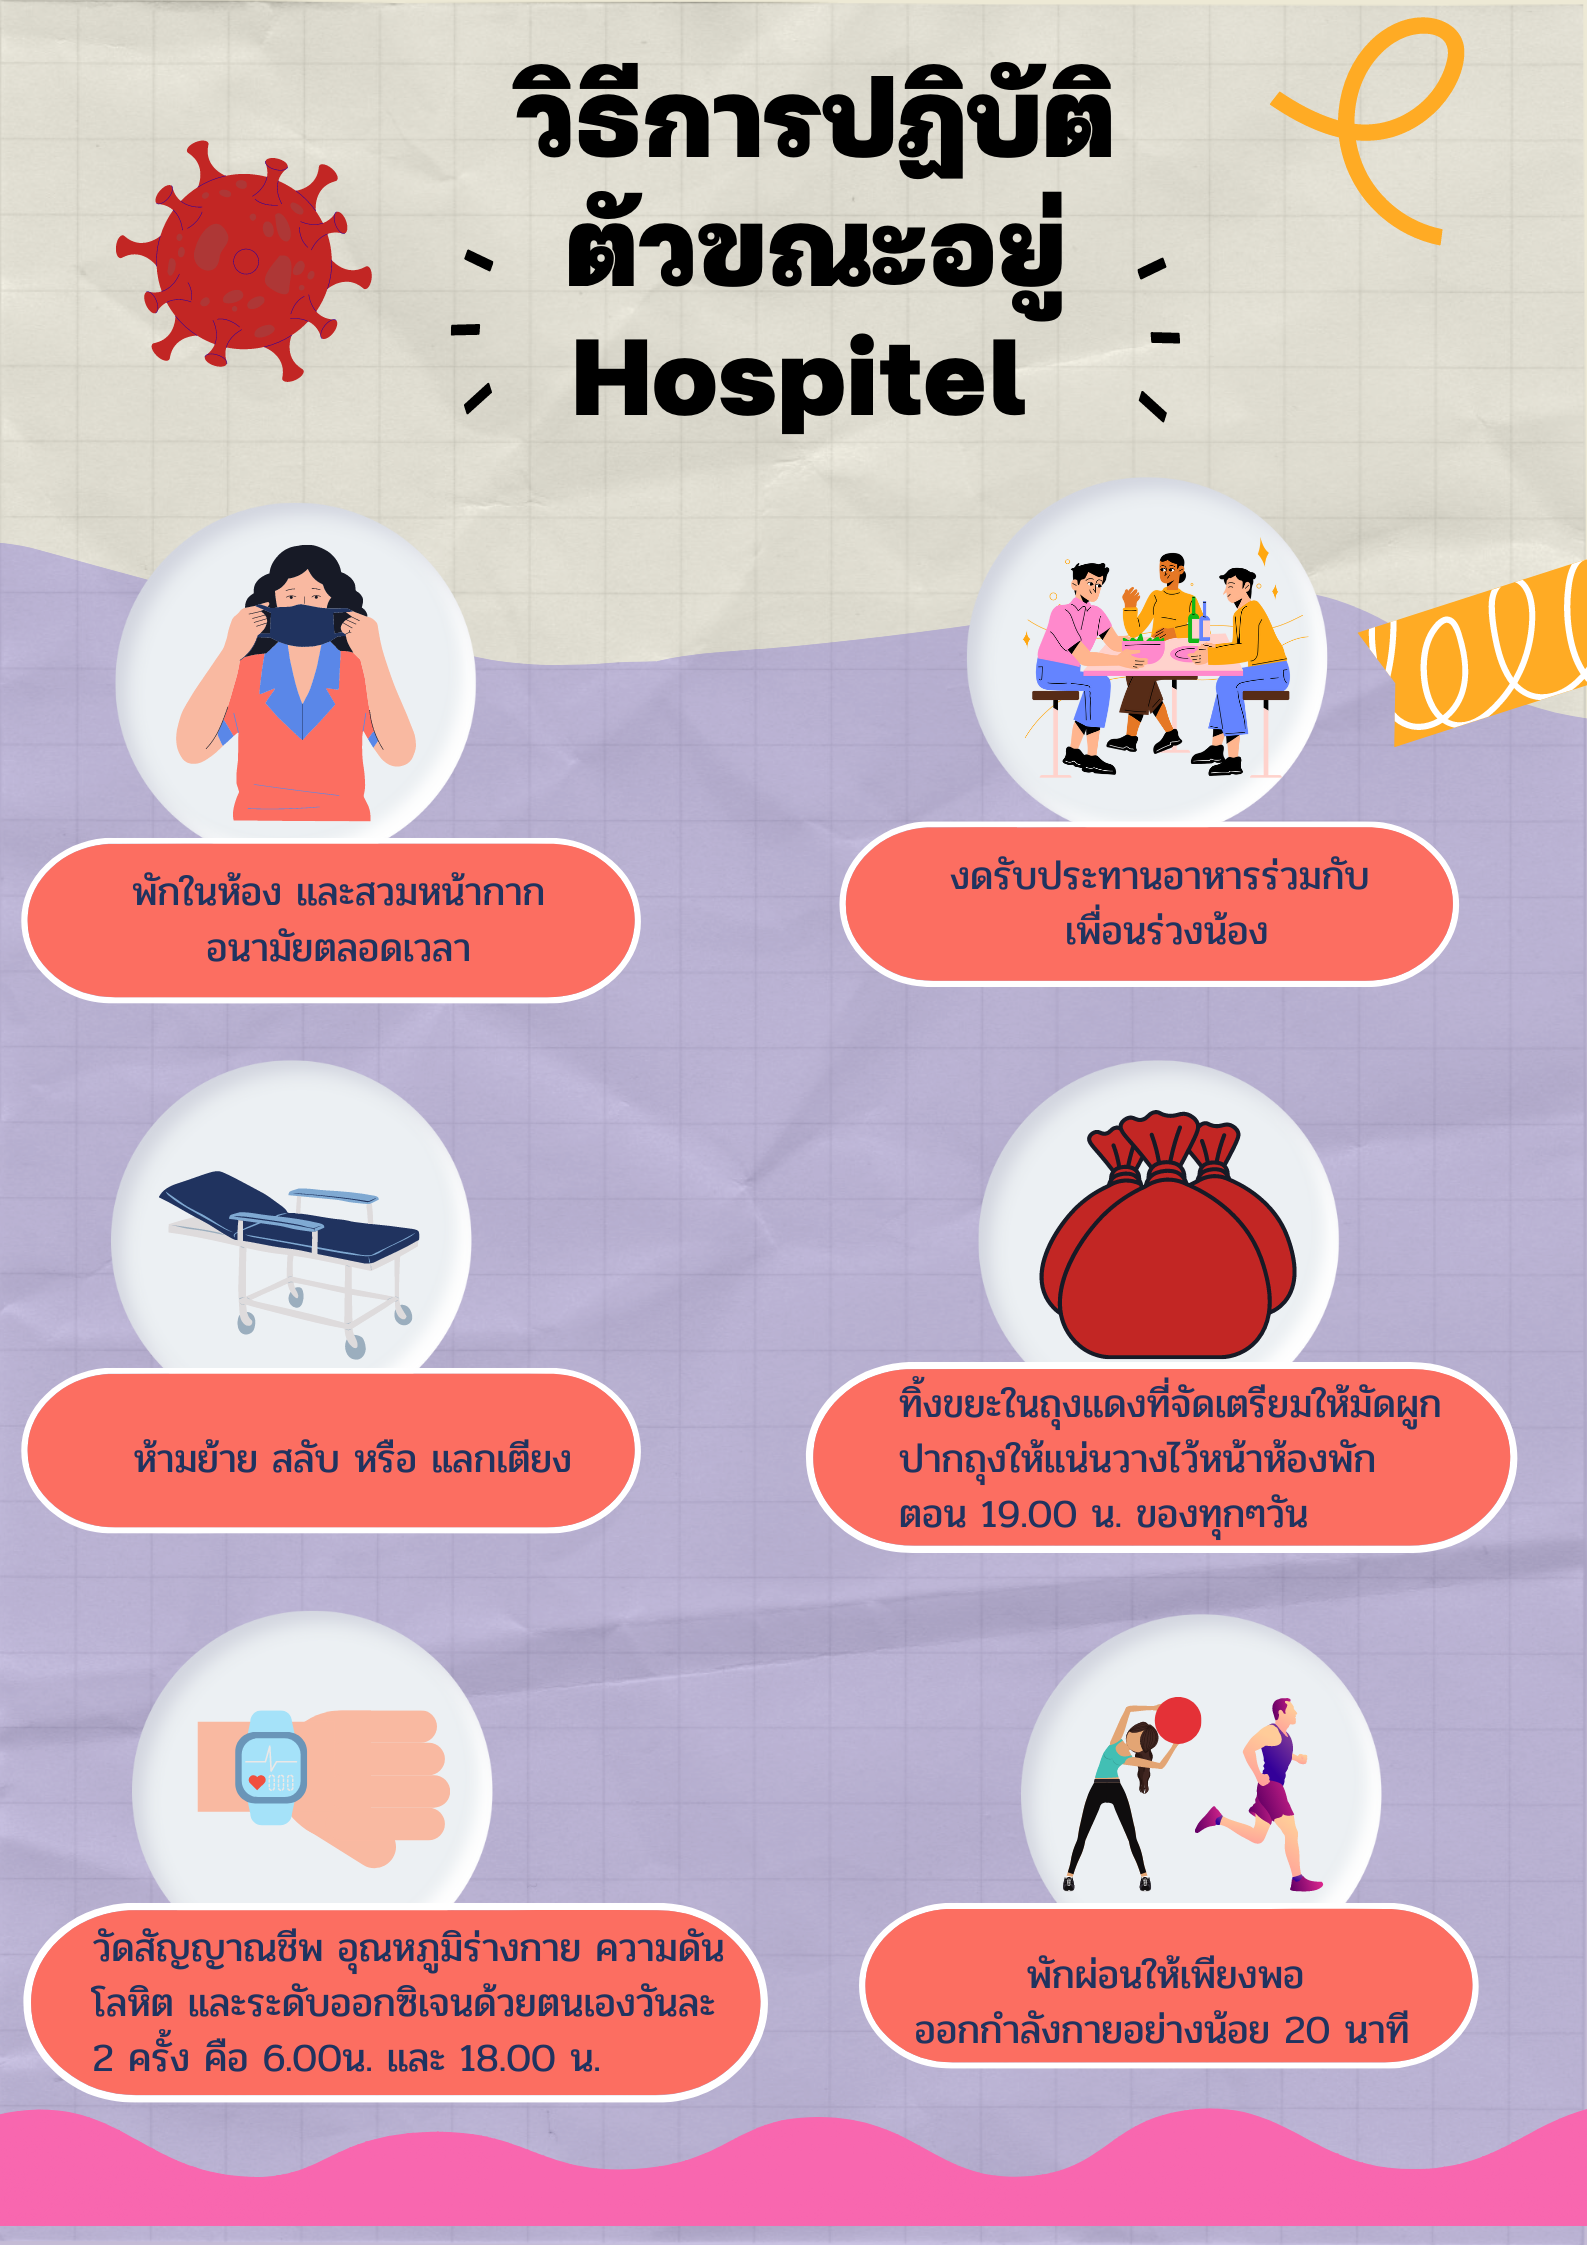 วิธีการปฏิบัติ
ตัวขณะอยู่
Hospitel
พักในห้อง และสวมหน้ากาก
อนามัยตลอดเวลา
งดรับประทานอาหารร่วมกับ
เพื่อนร่วงน้อง
ห้ามย้าย สลับ หรือ แลกเตียง
ทิ้งขยะในถุงแดงที่จัดเตรียมให้มัดผูก
ปากถุงให้แน่นวางไว้หน้าห้องพัก
ตอน 19.00 น. ของทุกๆวัน
วัดสัญญาณชีพ อุณหภูมิร่างกาย ความดัน
โลหิต และระดับออกซิเจนด้วยตนเองวันละ
2 ครั้ง คือ 6.00น. และ 18.00 น.
พักผ่อนให้เพียงพอ
ออกกำลังกายอย่างน้อย 20 นาที